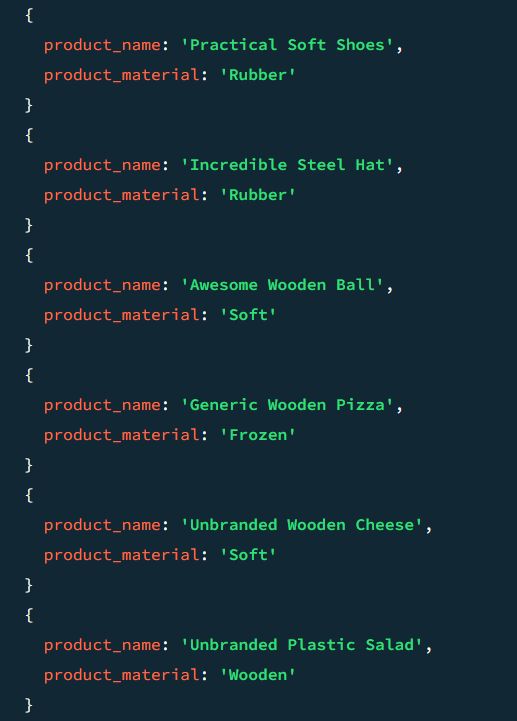 {
product_name: 'Practical Soft Shoes',
product_material: 'Rubber'
}
{
product_name: 'Incredible Steel Hat',
product_material: 'Rubber'
}
{
product_name: 'Awesome Wooden Ball',
product_material: 'Soft'
}
{
product_name: 'Generic Wooden Pizza',
product_material: 'Frozen'
}
{
product_name: 'Unbranded Wooden Cheese',
product_material: 'Soft'
}
{
product_name: 'Unbranded Plastic Salad',
product_material: 'Wooden'
}